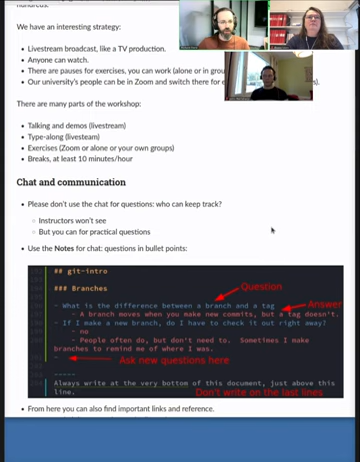 We have an interesting strategy:
• Livestream broadcast, like a TV production.
• Anyone can watch.
• There are pauses for exercises, you can work (alone or in
• Our university's people can be in Zoom and switch there for
There are many parts of the workshop:
• Talking and demos (livestream)
• Type-along (livesteam)
• Exercises (Zoom or alone or your own groups)
• Breaks, at least 10 minutes/hour
Chat and communication
• Please don't use the chat for questions: who can keep track?
◦ Instructors won't see
◦ But you can for practical questions
• Use the Notes for chat: questions in bullet points:
## git-intro
### Branches
Question
- What is the difference between a branch and a tag
Answer
- A branch moves when you make new commits, but a tag doesn't.
- If I make a new branch, do I have to check it out right away?
- no
- People often do, but don't need to. Sometimes I make
branches to remind me of where I was.
-
Ask new questions here
-----
Always write at the very bottom of this document, just above this
line.
Don't write on the last lines
• From here you can also find important links and reference.